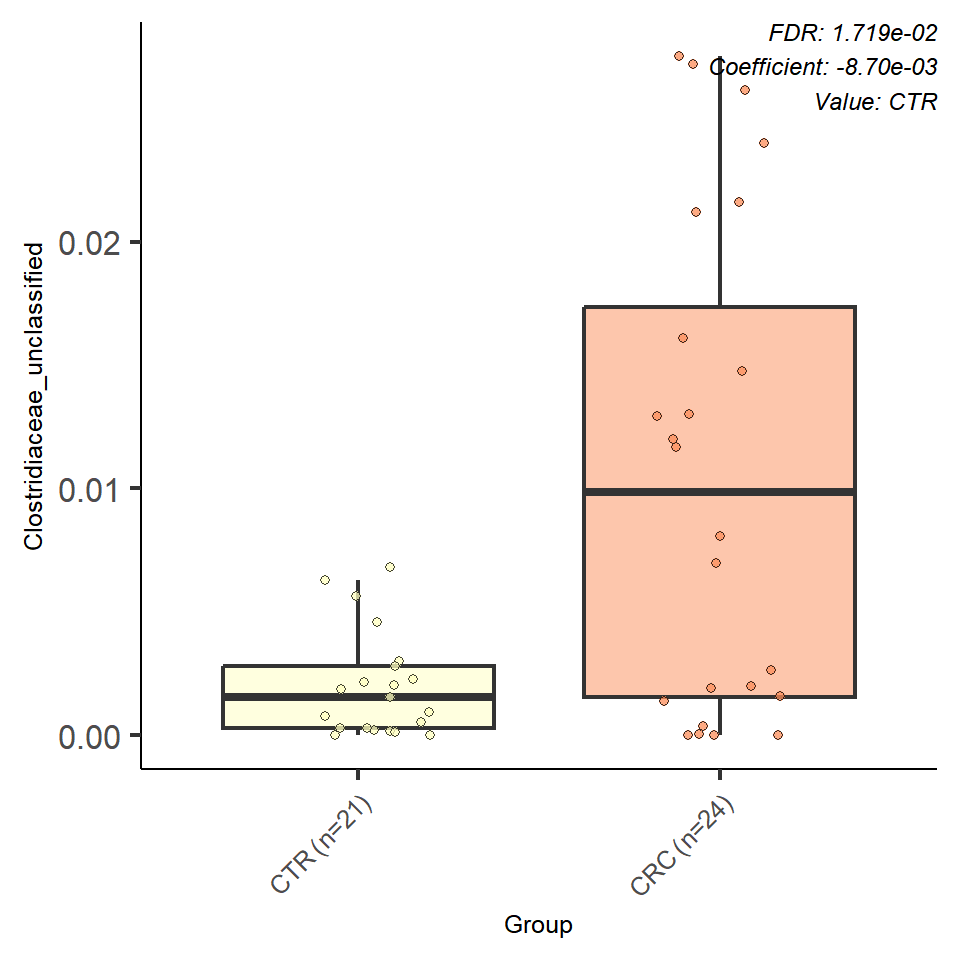 FDR: 1.719e-02
Coefficient: -8.70e-03
Value: CTR
Clostridiaceae_unclassified
0.02
0.01
0.00
CTR (n=21)
CRC (n=24)
Group